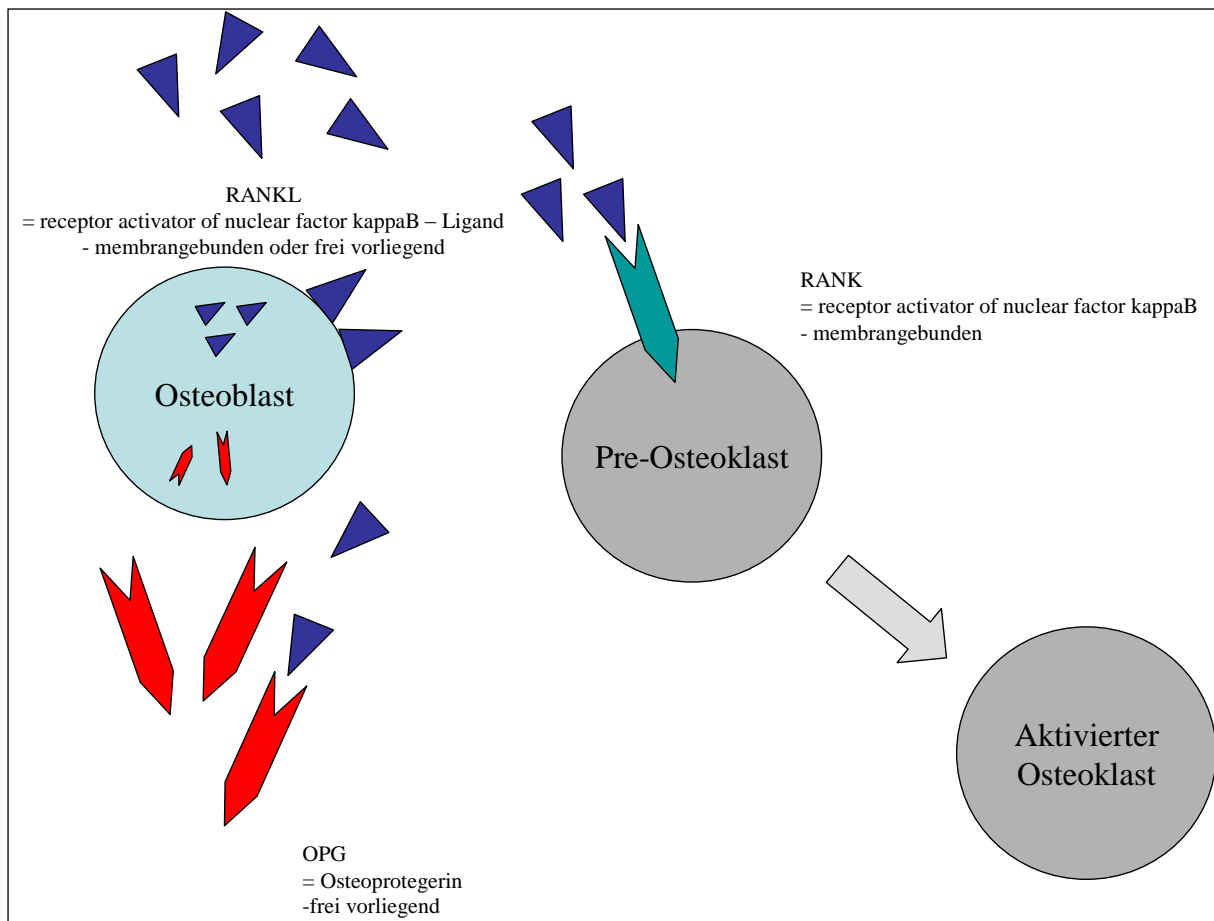 RANKL
= receptor activator of nuclear factor kappaB – Ligand
- membrangebunden oder frei vorliegend
RANK
= receptor activator of nuclear factor kappaB
- membrangebunden
Osteoblast
Pre-Osteoklast
Aktivierter
Osteoklast
OPG
= Osteoprotegerin
-frei vorliegend